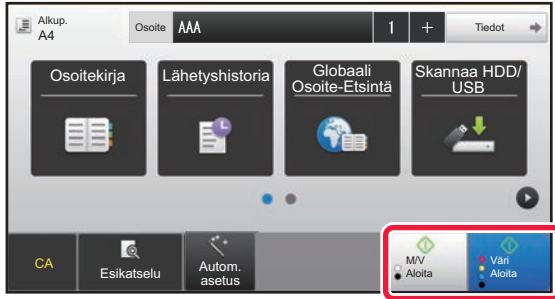 Alkup.
A4
Osoite AAA 1 + Tiedot
Osoitekirja
Lähetyshistoria
Globaali
Osoite-Etsintä
Skannaa HDD/
USB
CA
Esikatselu
Autom.
asetus
M/V
Aloita
Väri
Aloita